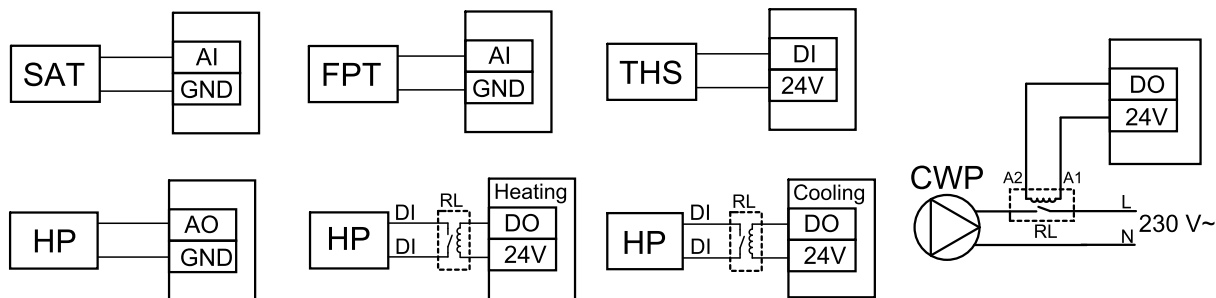 SAT
AI
GND
FPT
AI
GND
THS
DI
24V
DO
24V
CWP
A2
A1
RL
L
N
230 V~
HP
AO
GND
HP
DI
DI
RL
Heating
DO
24V
HP
DI
DI
RL
Cooling
DO
24V